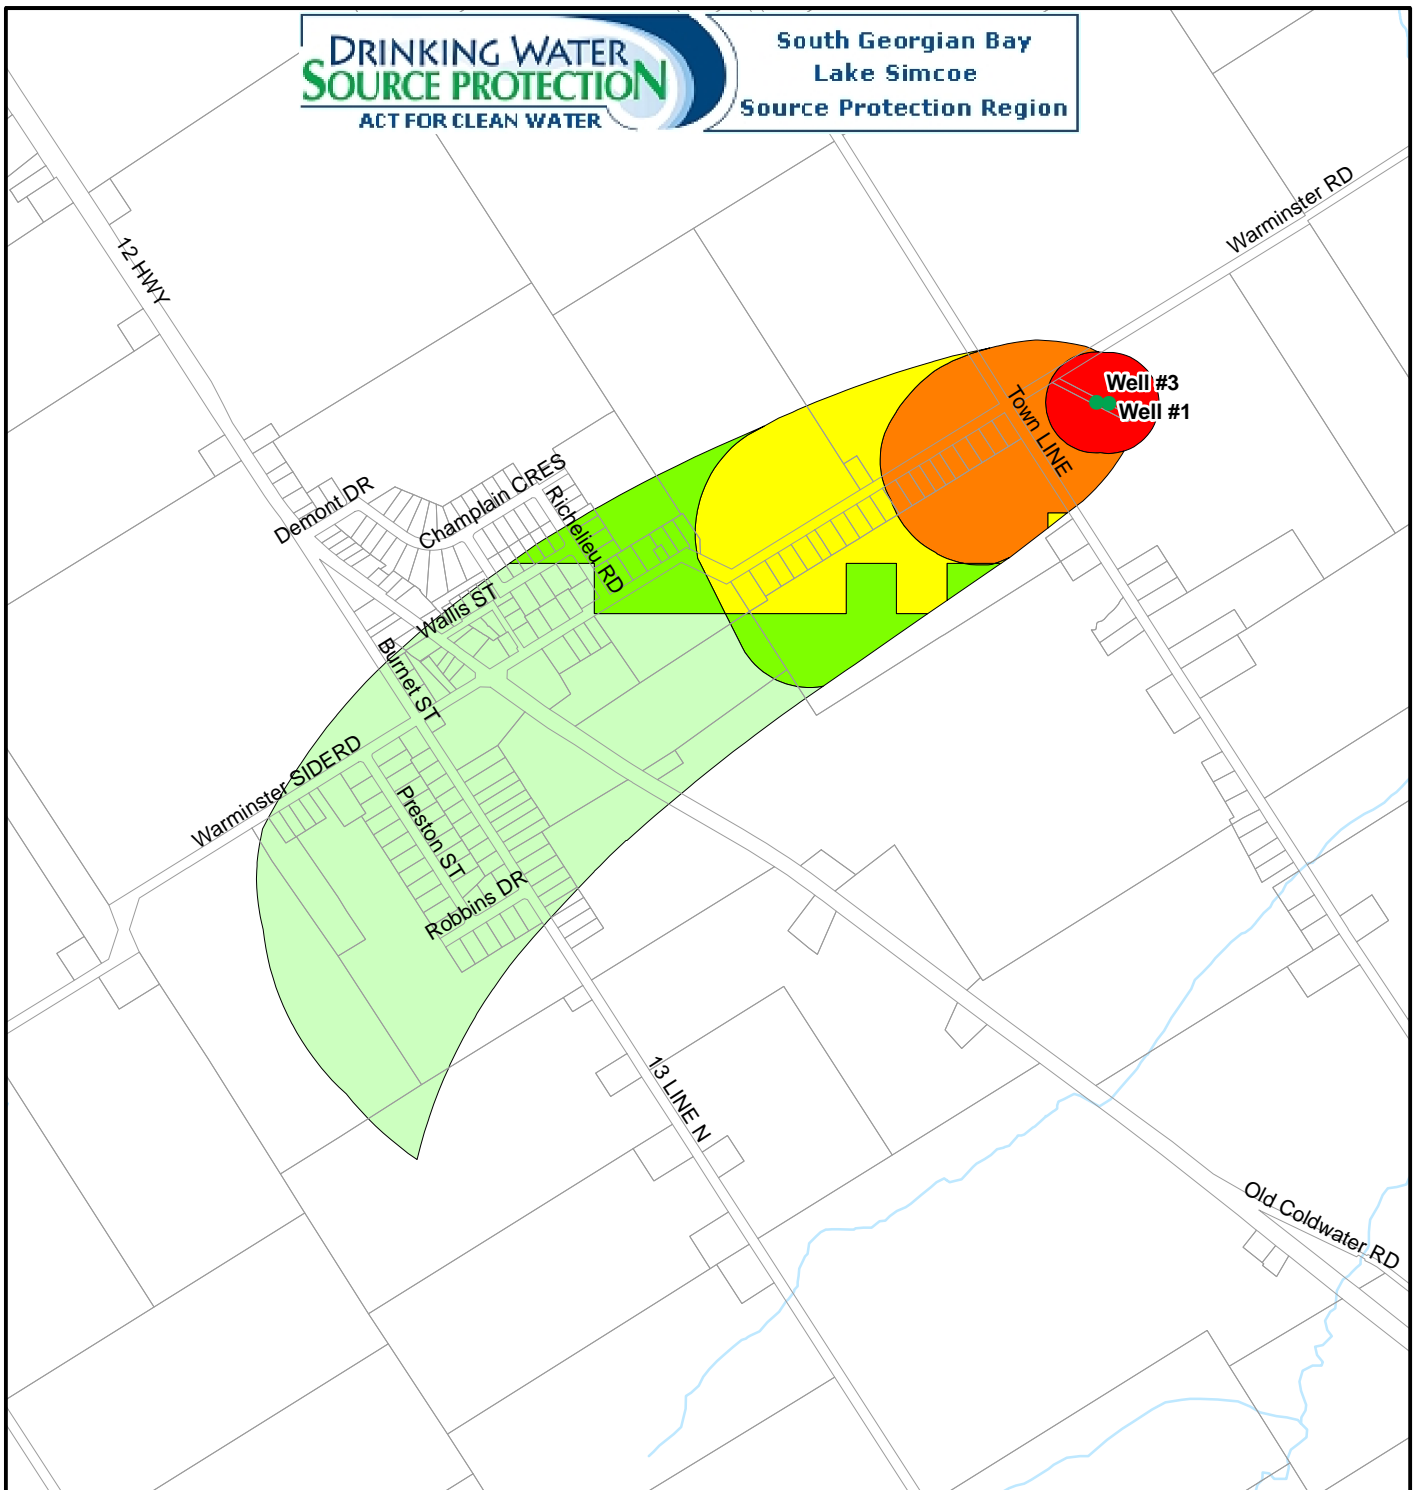 DRINKING WATER
SOURCE PROTECTION
ACT FOR CLEAN WATER
South Georgian Bay
Lake Simcoe
Source Protection Region
Warminster RD
12 HWY
Well #3
Well #1
Town LINE
Demont DR
Champlain CRES
Richelieu RD
Wallis ST
Burnet ST
Warminster SIDERD
Preston ST
Robbins DR
13 LINE N
Old Coldwater RD